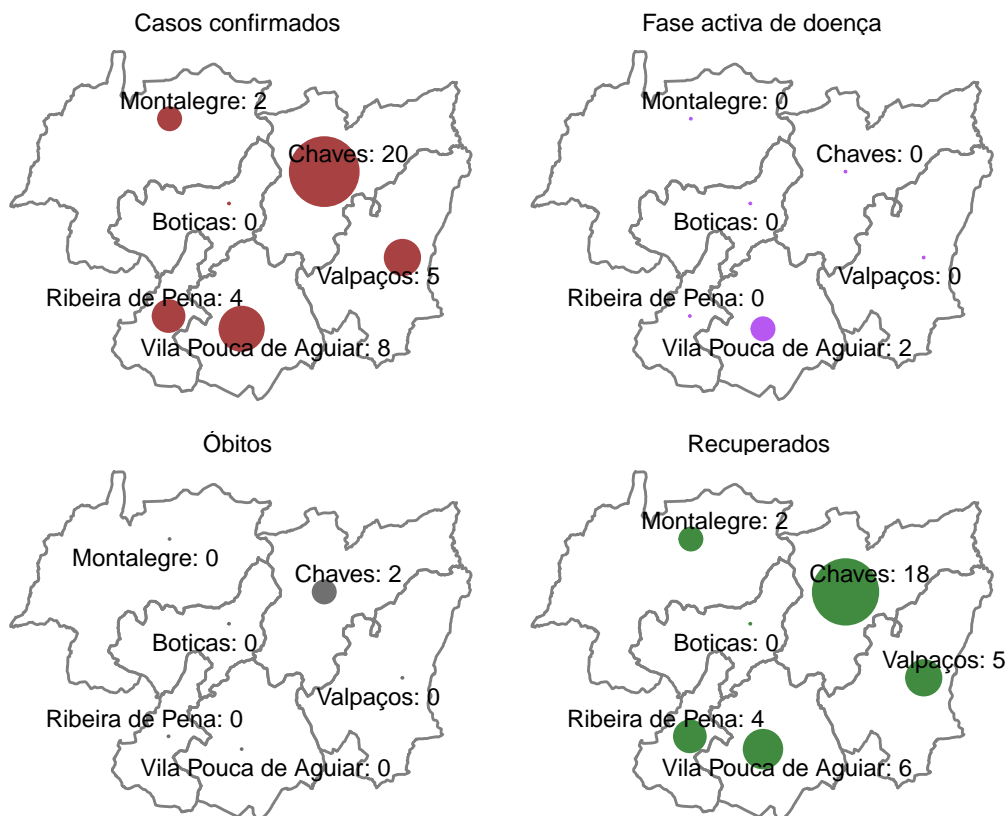 Casos confirmados
Montalegre: 2
Chaves: 20
Boticas: 0
Valpaços: 5
Ribeira de Pena: 4
Vila Pouca de Aguiar: 8
Fase activa de doença
Montalegre: 0
Chaves: 0
Boticas: 0
Valpaços: 0
Ribeira de Pena: 0
Vila Pouca de Aguiar: 2
Óbitos
Montalegre: 0
Chaves: 2
Boticas: 0
Valpaços: 0
Ribeira de Pena: 0
Vila Pouca de Aguiar: 0
Recuperados
Montalegre: 2
Chaves: 18
Boticas: 0
Valpaços: 5
Ribeira de Pena: 4
Vila Pouca de Aguiar: 6